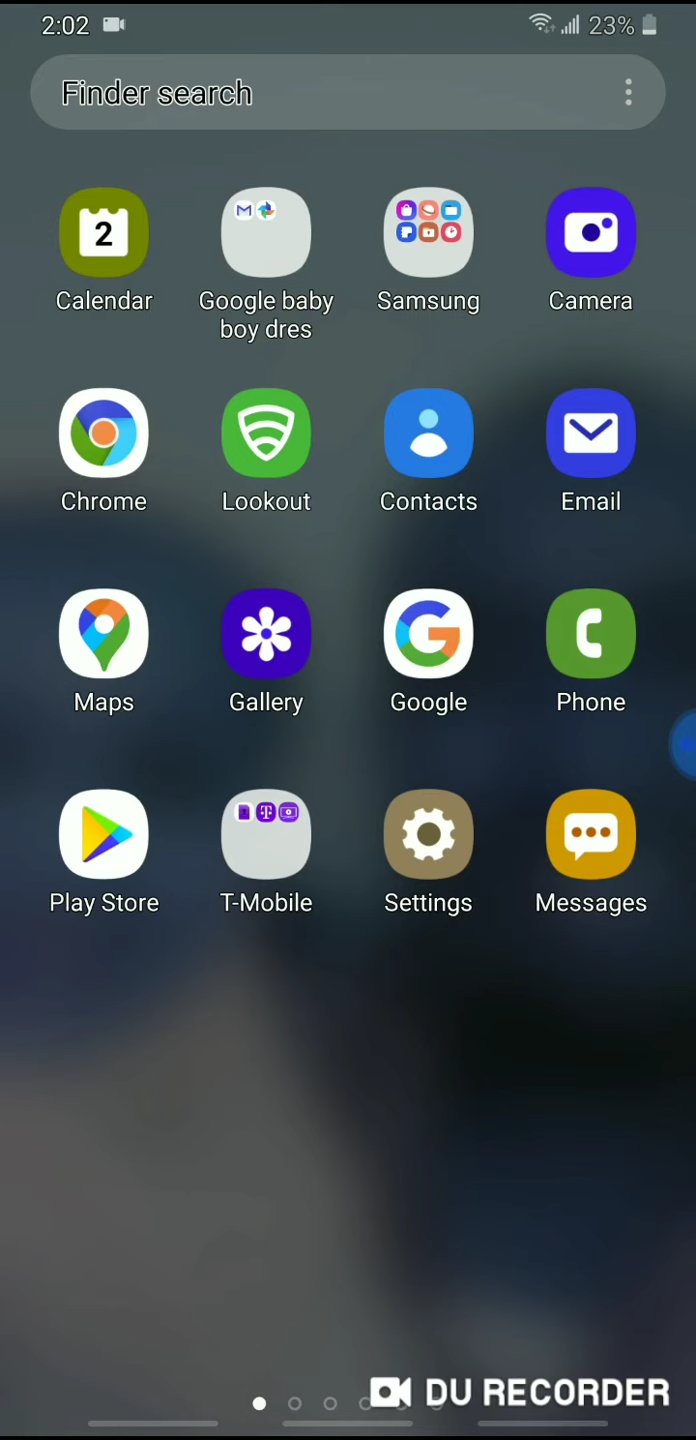 2:02
23%
Finder search
2
Calendar
Google baby
boy dres
Samsung
Camera
Chrome
Lookout
Contacts
Email
Maps
Gallery
Google
Phone
Play Store
T-Mobile
Settings
Messages
DU RECORDER